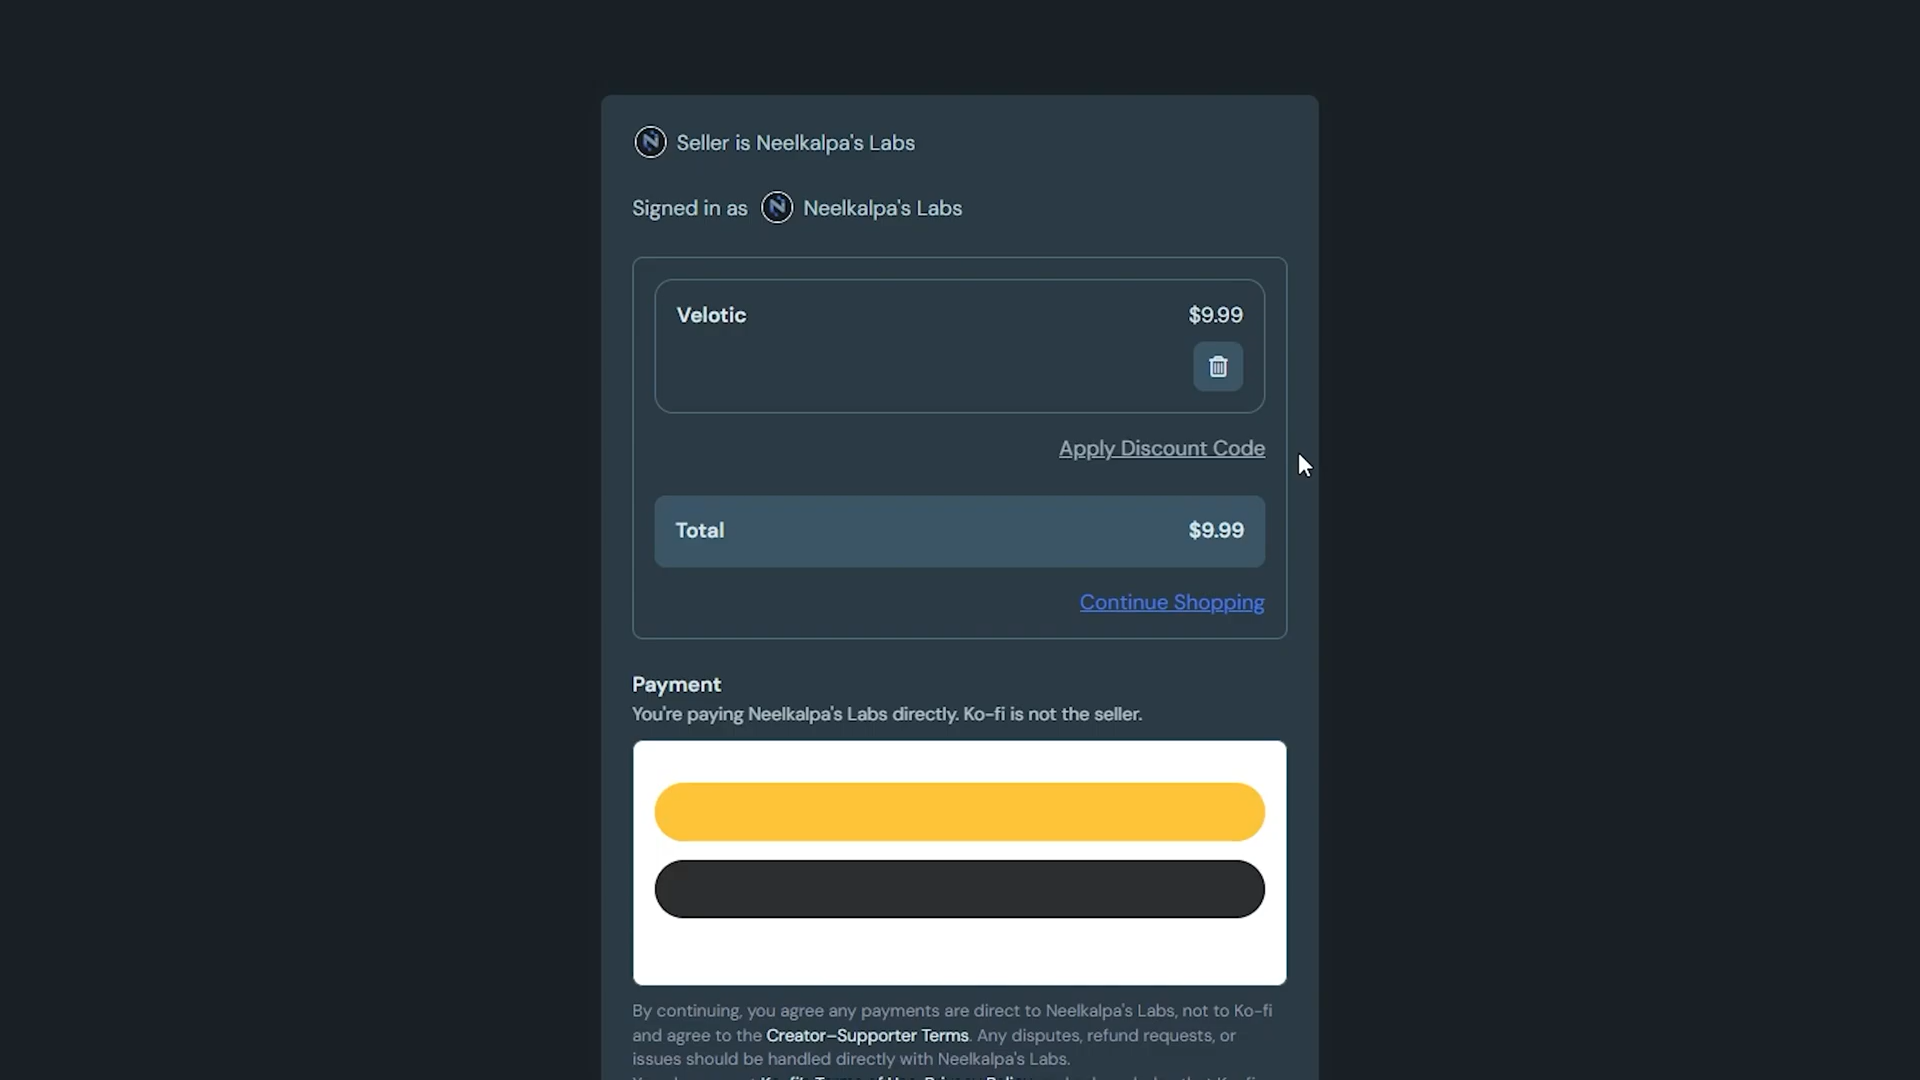 Seller is Neelkalpa's Labs
Signed in as Neelkalpa's Labs
Velotic $9.99
Apply Discount Code
Total $9.99
Continue Shopping
Payment
You're paying Neelkalpa's Labs directly. Ko-fi is not the seller.
By continuing, you agree any payments are direct to Neelkalpa's Labs, not to Ko-fi
and agree to the Creator–Supporter Terms. Any disputes, refund requests, or
issues should be handled directly with Neelkalpa's Labs.